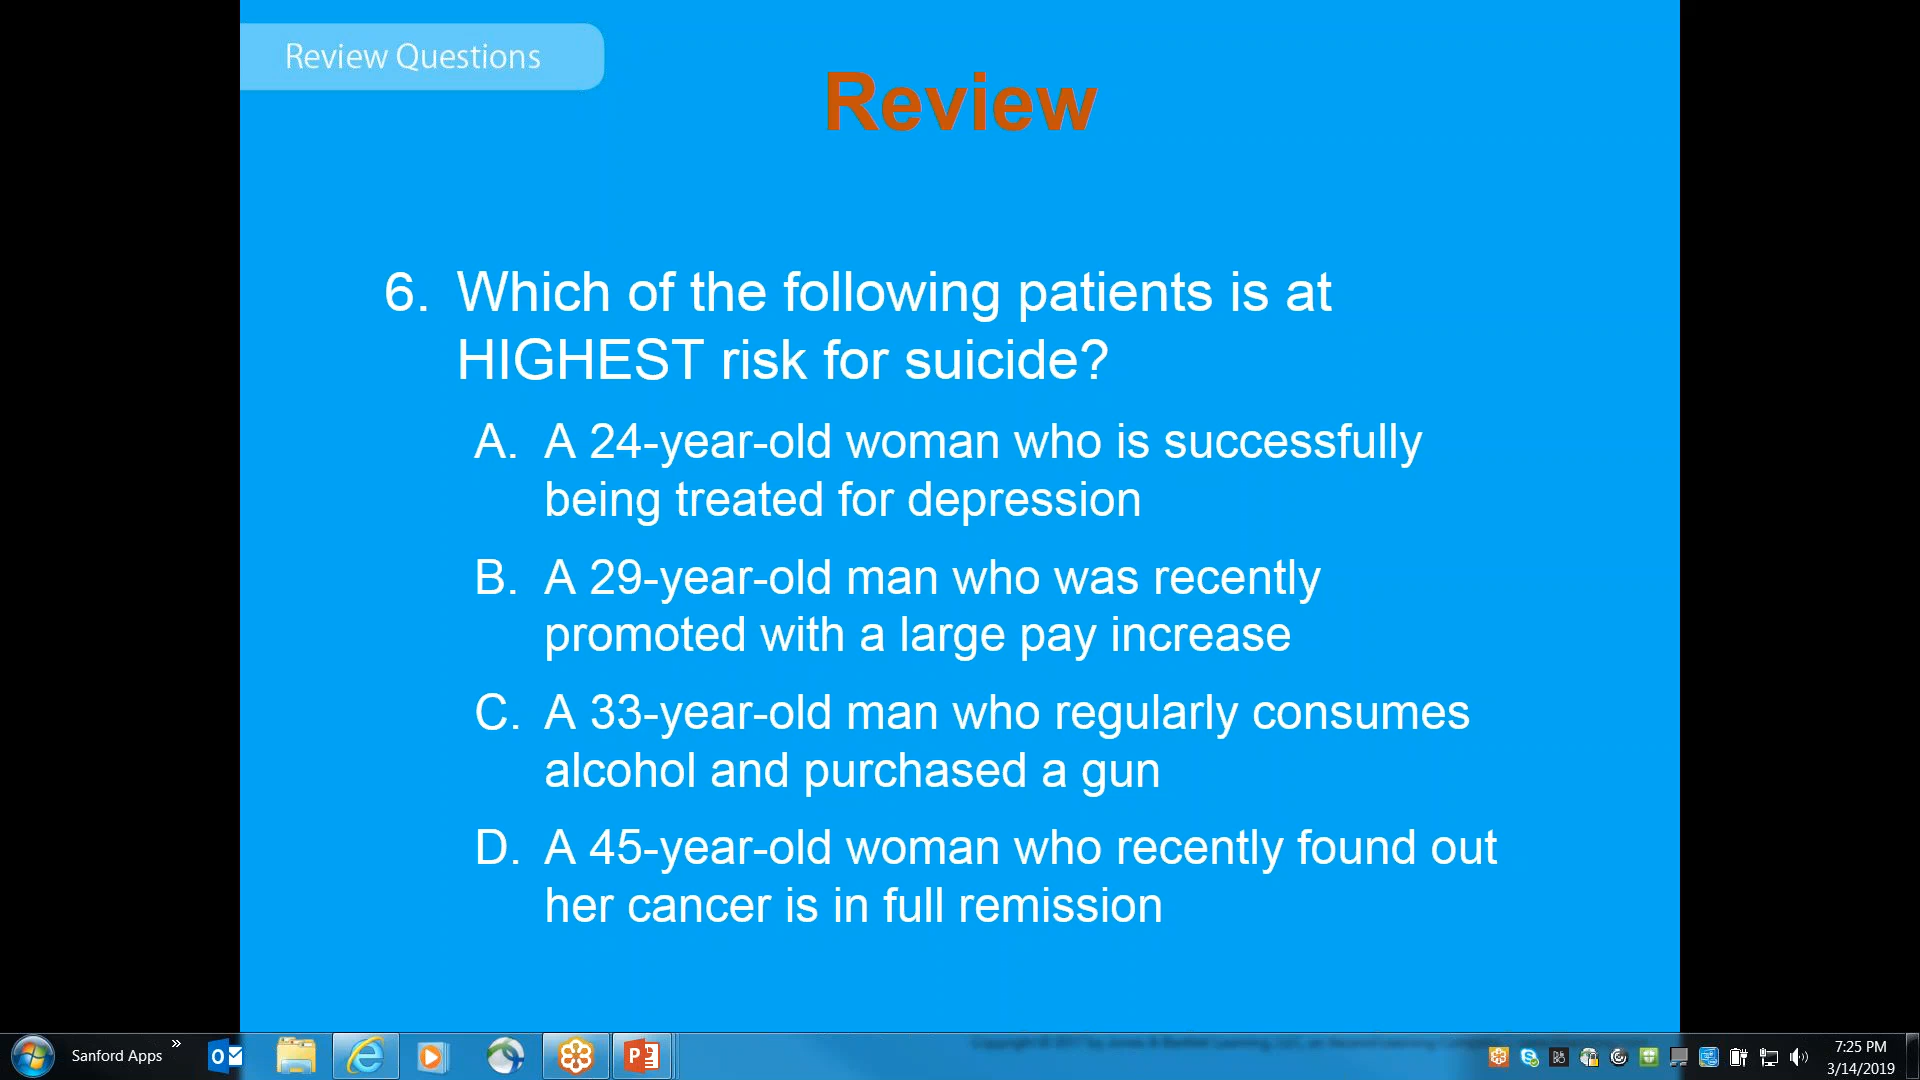 Review Questions
Review
6. Which of the following patients is at
HIGHEST risk for suicide?
A. A 24-year-old woman who is successfully
being treated for depression
B. A 29-year-old man who was recently
promoted with a large pay increase
C. A 33-year-old man who regularly consumes
alcohol and purchased a gun
D. A 45-year-old woman who recently found out
her cancer is in full remission
Sanford Apps »
7:25 PM
3/14/2019